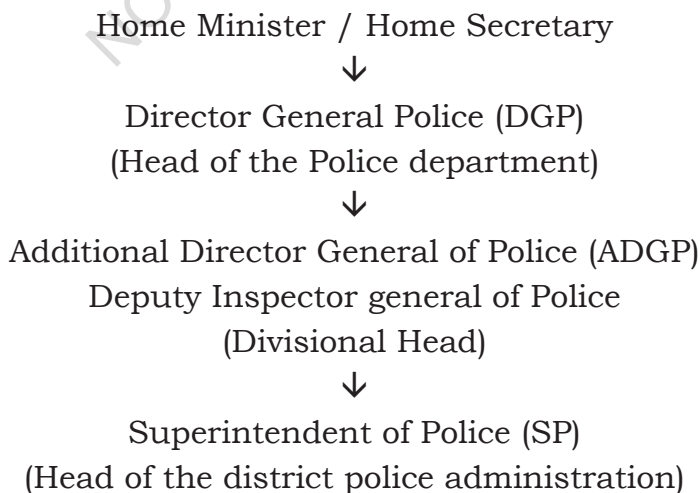 Home Minister / Home Secretary
↓
Director General Police (DGP)
(Head of the Police department)
↓
Additional Director General of Police (ADGP)
Deputy Inspector general of Police
(Divisional Head)
↓
Superintendent of Police (SP)
(Head of the district police administration)